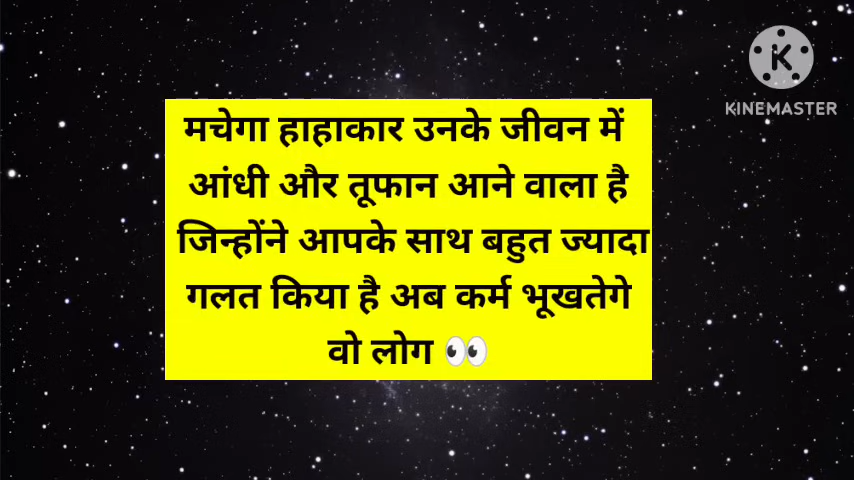 KINEMASTER
मचेगा हाहाकार उनके जीवन में
आंधी और तूफान आने वाला है
जिन्होंने आपके साथ बहुत ज्यादा
गलत किया है अब कर्म भूखतेगे
वो लोग 👀